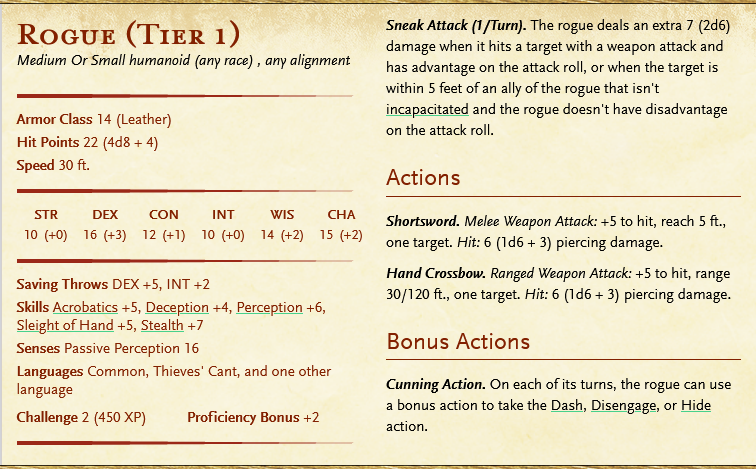 Rogue (Tier 1)
Medium Or Small humanoid (any race) , any alignment
Armor Class 14 (Leather)
Hit Points 22 (4d8 + 4)
Speed 30 ft.
STR DEX CON INT WIS CHA
10 (+0) 16 (+3) 12 (+1) 10 (+0) 14 (+2) 15 (+2)
Saving Throws DEX +5, INT +2
Skills Acrobatics +5, Deception +4, Perception +6,
Sleight of Hand +5, Stealth +7
Senses Passive Perception 16
Languages Common, Thieves' Cant, and one other
language
Challenge 2 (450 XP) Proficiency Bonus +2
Sneak Attack (1/Turn). The rogue deals an extra 7 (2d6)
damage when it hits a target with a weapon attack and
has advantage on the attack roll, or when the target is
within 5 feet of an ally of the rogue that isn't
incapacitated and the rogue doesn't have disadvantage
on the attack roll.
Actions
Shortsword. Melee Weapon Attack: +5 to hit, reach 5 ft.,
one target. Hit: 6 (1d6 + 3) piercing damage.
Hand Crossbow. Ranged Weapon Attack: +5 to hit, range
30/120 ft., one target. Hit: 6 (1d6 + 3) piercing damage.
Bonus Actions
Cunning Action. On each of its turns, the rogue can use
a bonus action to take the Dash, Disengage, or Hide
action.